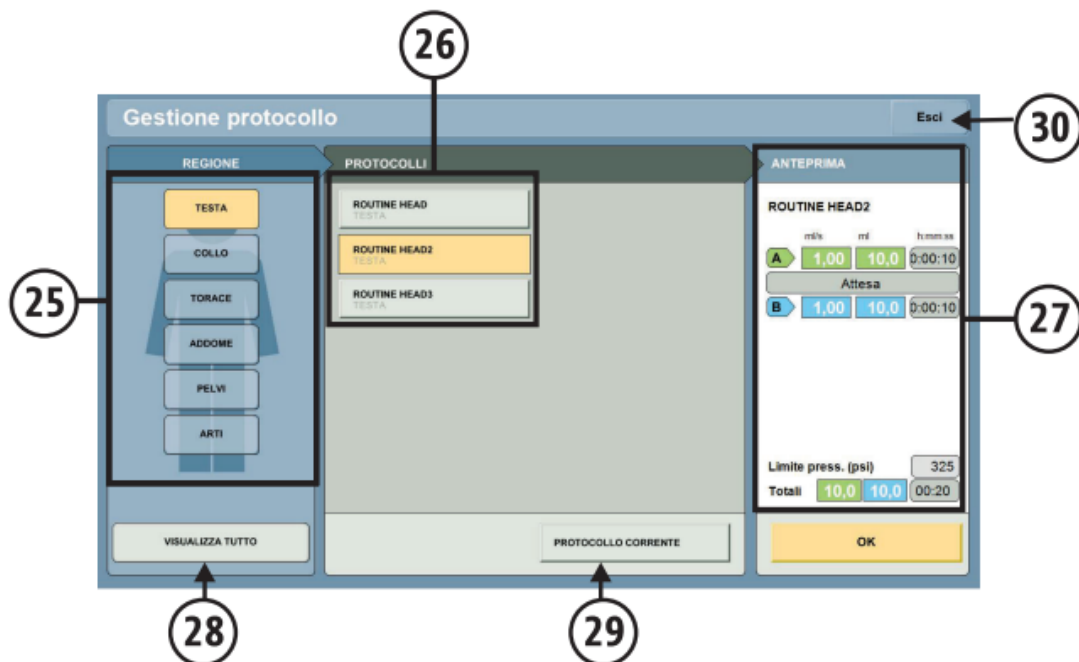 26
Gestione protocollo
Esci
30
REGIONE
PROTOCOLLI
ANTEPRIMA
25
TESTA
COLLO
TORACE
ADDOME
PELVI
ARTI
ROUTINE HEAD
TESTA
ROUTINE HEAD2
TESTA
ROUTINE HEAD3
TESTA
ROUTINE HEAD2
ml/s ml h:mm:ss
A 1,00 10,0 0:00:10
Attesa
B 1,00 10,0 0:00:10
27
Limite press. (psi) 325
Totali 10,0 10,0 00:20
VISUALIZZA TUTTO
PROTOCOLLO CORRENTE
OK
28
29